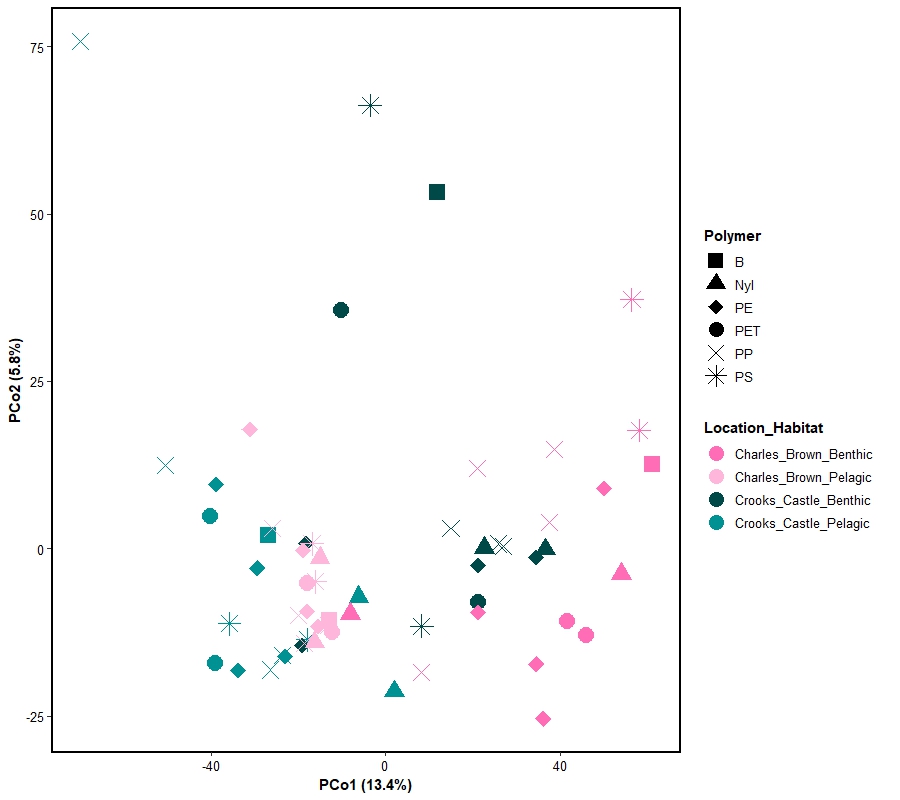 75
50
25
0
-25
PCo2 (5.8%)
-40
0
40
PCo1 (13.4%)
Polymer
B
Nyl
PE
PET
PP
PS
Location_Habitat
Charles_Brown_Benthic
Charles_Brown_Pelagic
Crooks_Castle_Benthic
Crooks_Castle_Pelagic